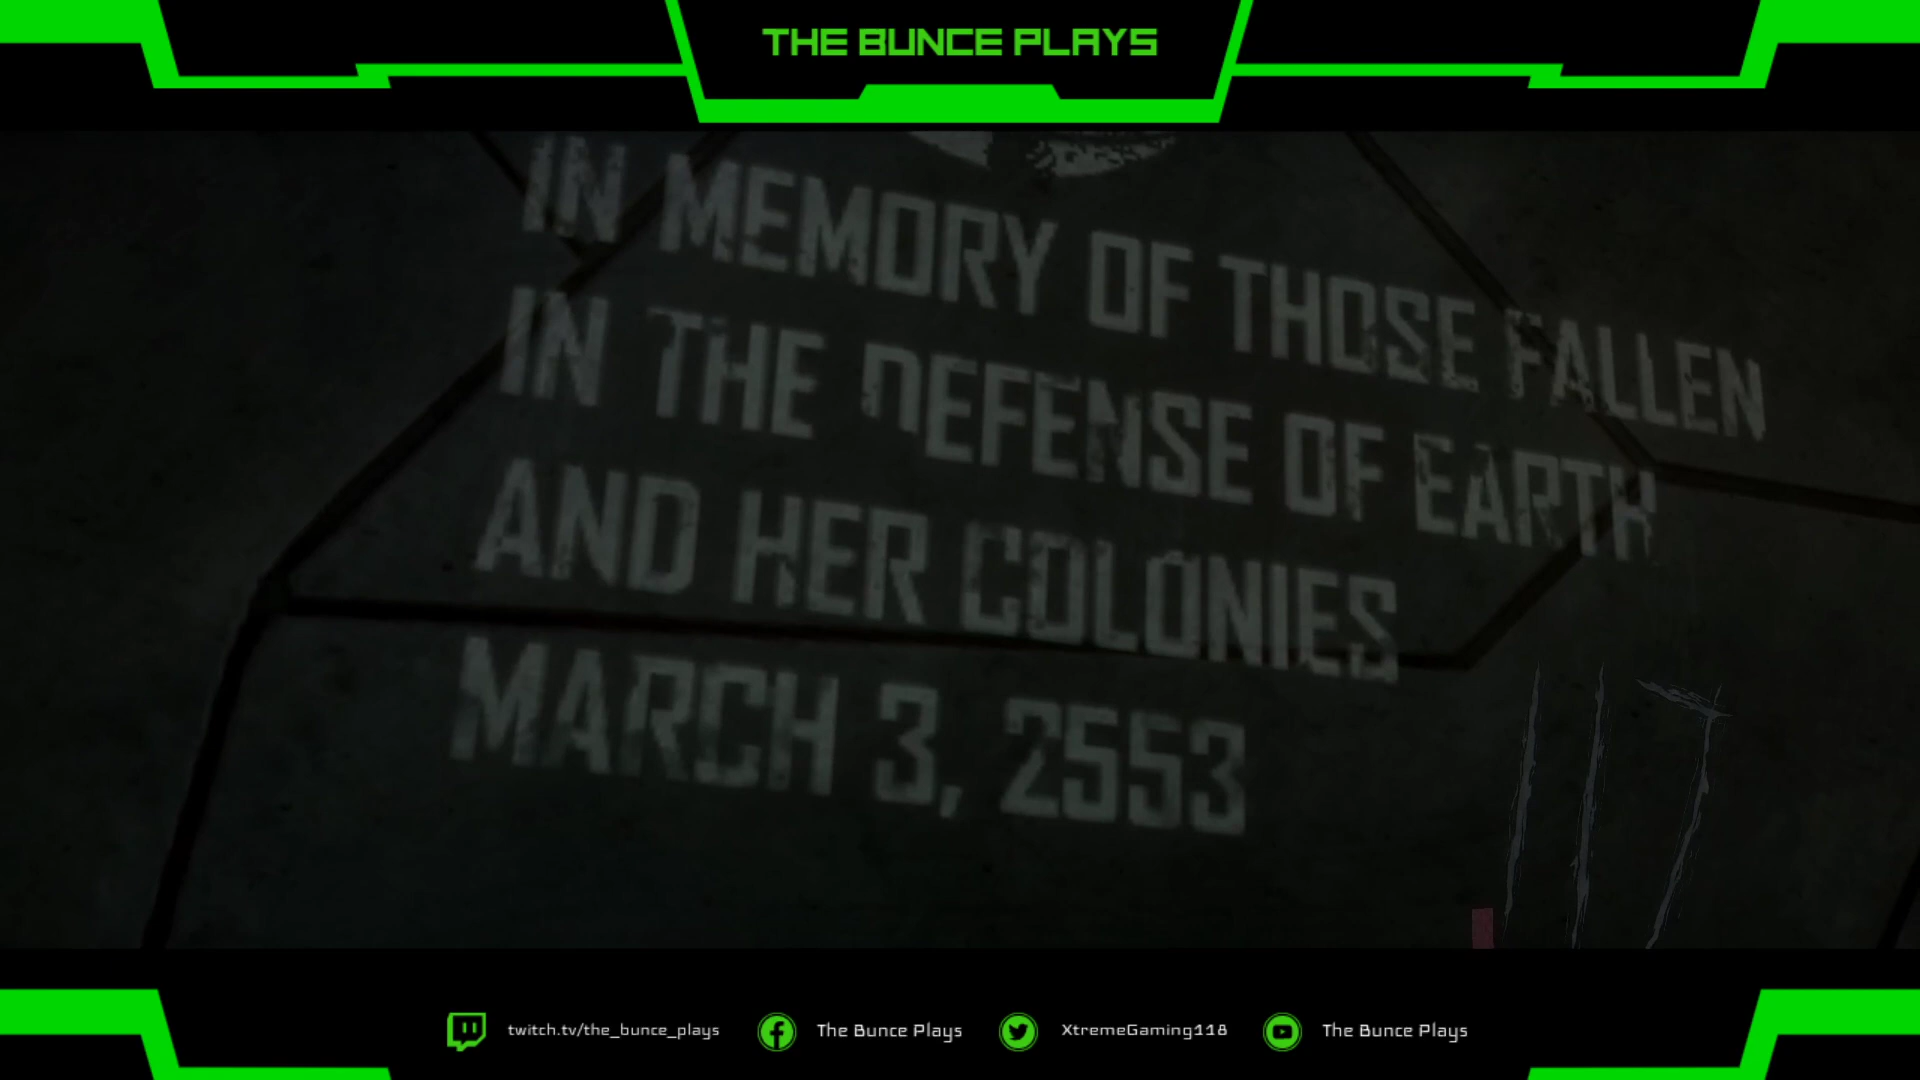 THE BUNCE PLAYS
IN MEMORY OF THOSE FALLEN
IN THE DEFENSE OF EARTH
AND HER COLONIES
MARCH 3, 2553
117
twitch.tv/the_bunce_plays
The Bunce Plays
XtremeGaming118
The Bunce Plays